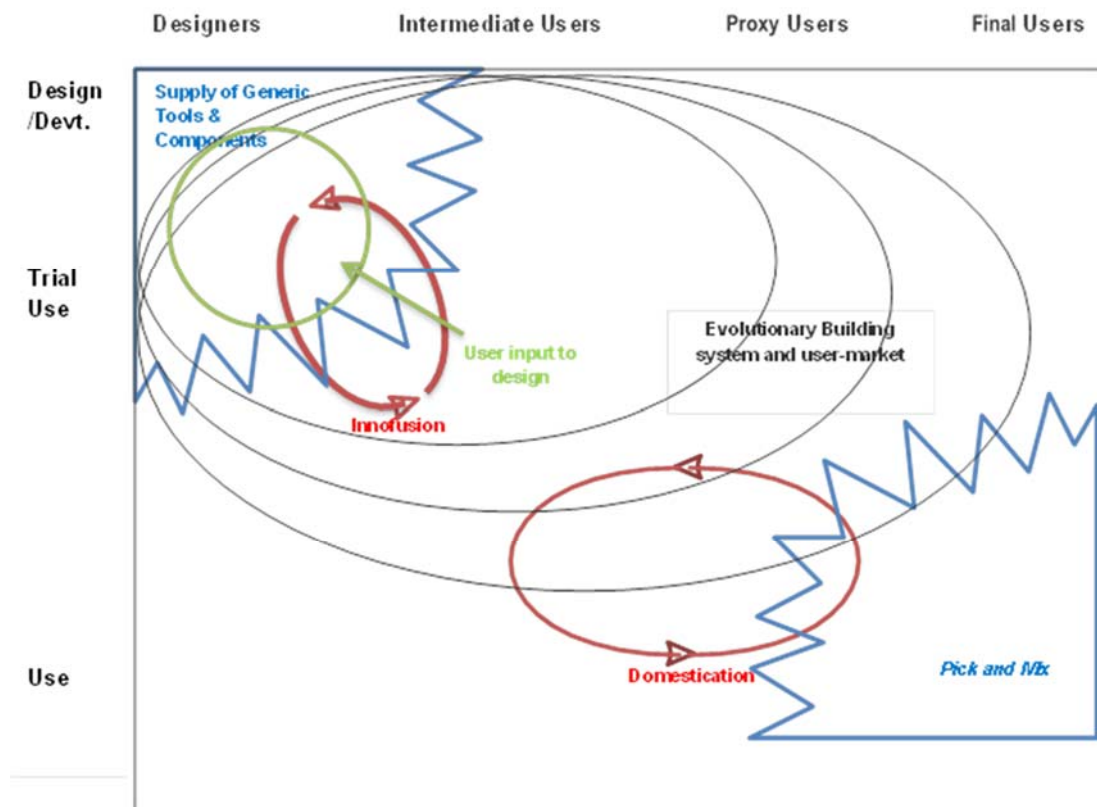 Designers
Intermediate Users
Proxy Users
Final Users
Design
/Devt.
Supply of Generic
Tools &
Components
Trial
Use
Evolutionary Building
system and user-market
User input to
design
Innofusion
Domestication
Use
Pick and Mix